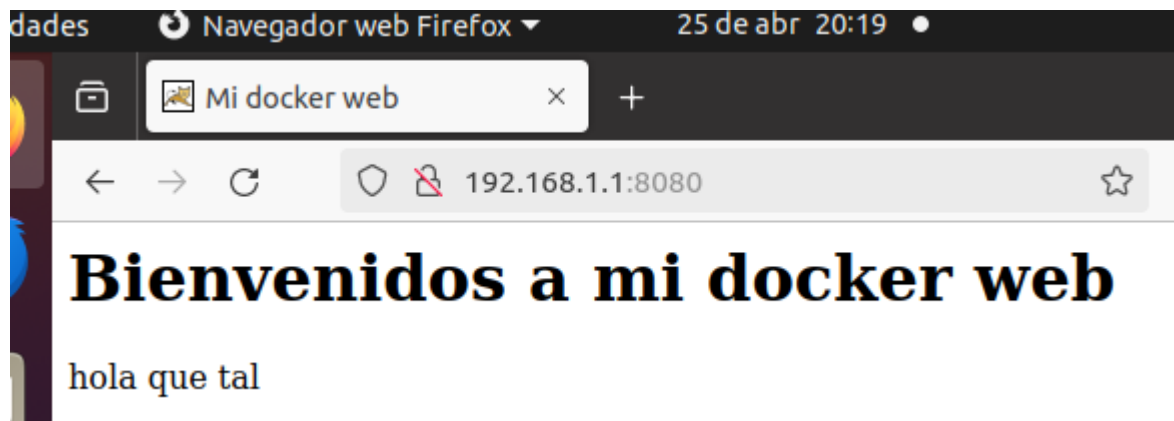 dades Navegador web Firefox 25 de abr 20:19
Mi docker web
192.168.1.1:8080
Bienvenidos a mi docker web
hola que tal